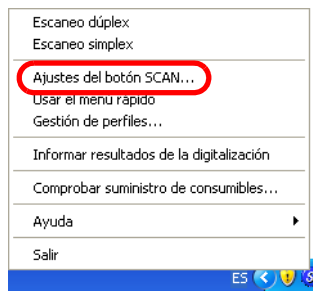 Escaneo dúplex
Escaneo simplex
Ajustes del botón SCAN...
Usar el menú rápido
Gestión de perfiles...
Informar resultados de la digitalización
Comprobar suministro de consumibles...
Ayuda
Salir
ES